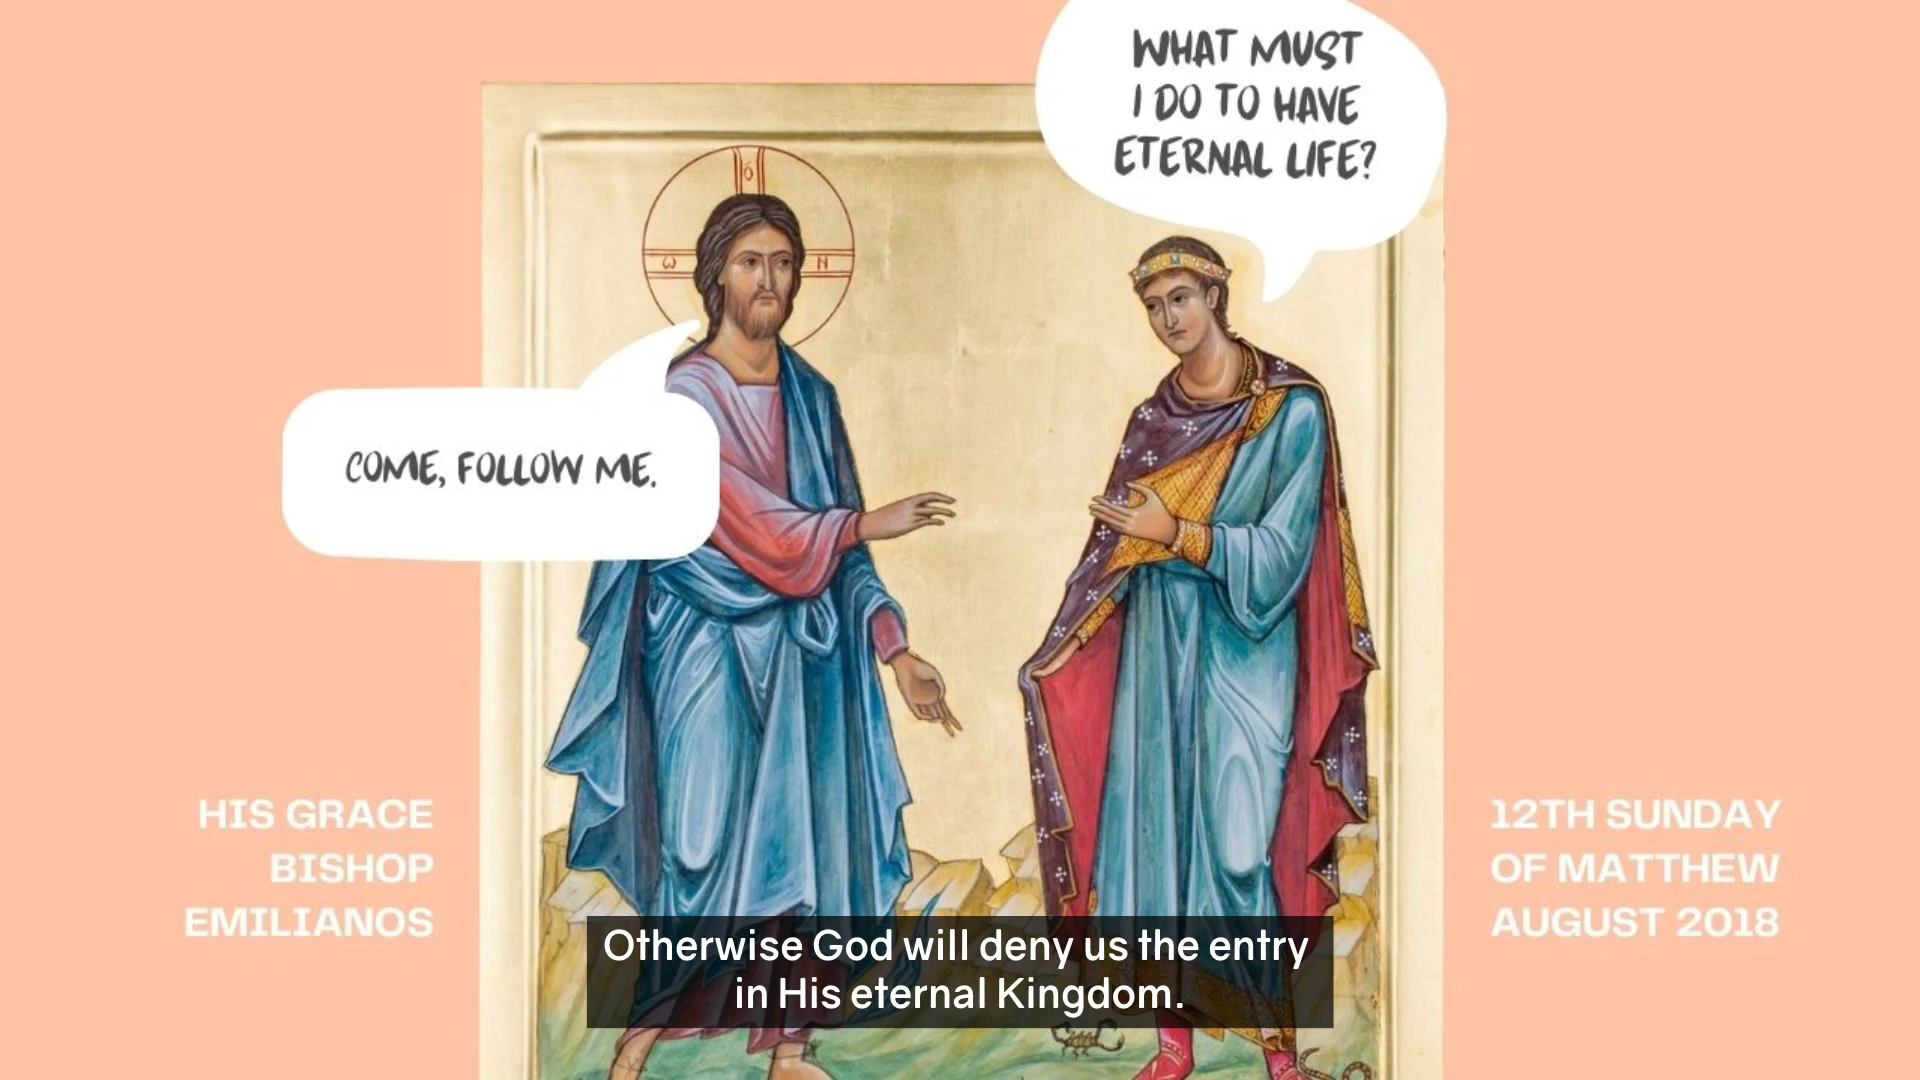 WHAT MUST
I DO TO HAVE
ETERNAL LIFE?
Ὁ
Ω
Ν
COME, FOLLOW ME.
HIS GRACE
BISHOP
EMILIANOS
12TH SUNDAY
OF MATTHEW
AUGUST 2018
Otherwise God will deny us the entry
in His eternal Kingdom.